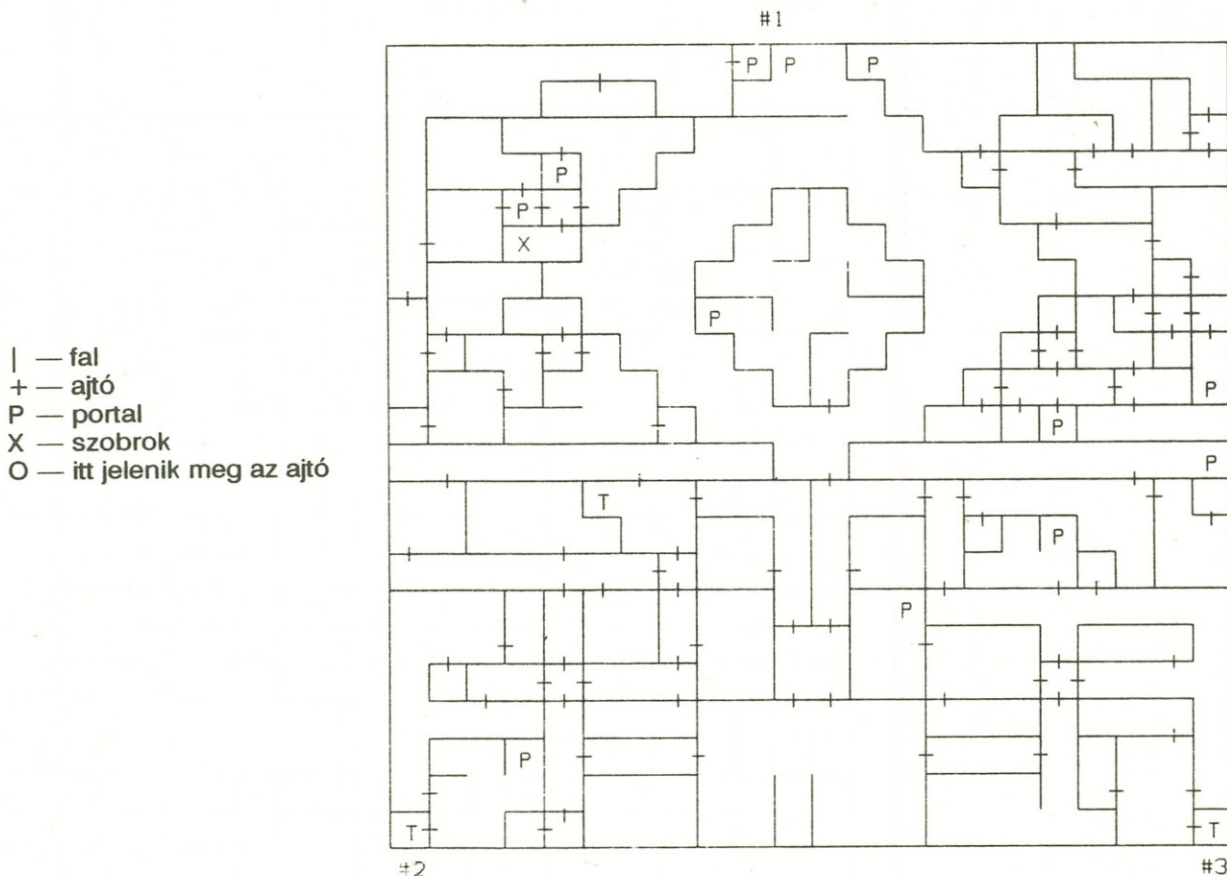 #1
P P P
P
P
X
P
| — fal
+ — ajtó
P — portal
X — szobrok
O — itt jelenik meg az ajtó
P
P
P
T
P
P
P
T T
#2 #3